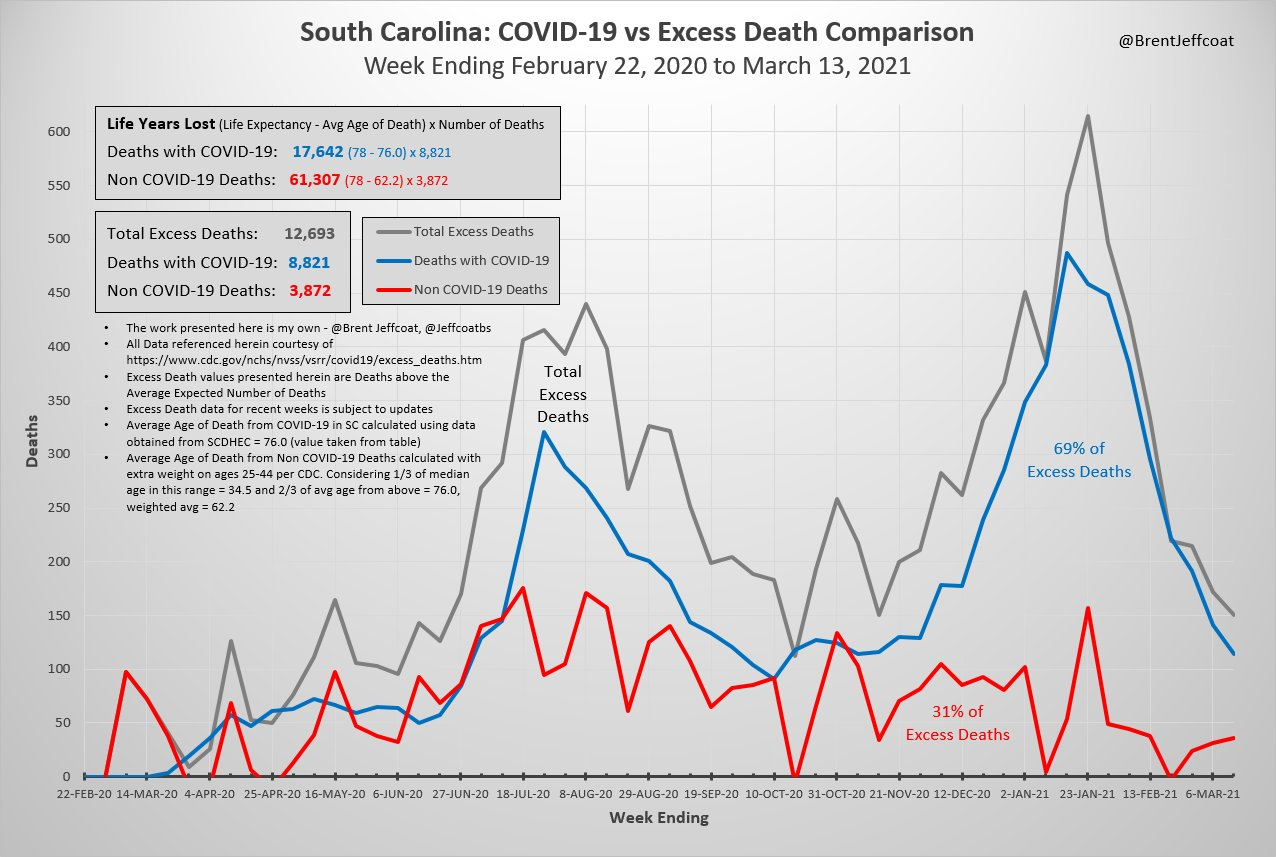 South Carolina: COVID-19 vs Excess Death Comparison
Week Ending February 22, 2020 to March 13, 2021
@BrentJeffcoat
Life Years Lost (Life Expectancy - Avg Age of Death) x Number of Deaths
Deaths with COVID-19: 17,642 (78 - 76.0) x 8,821
Non COVID-19 Deaths: 61,307 (78 - 62.2) x 3,872
Total Excess Deaths: 12,693
Deaths with COVID-19: 8,821
Non COVID-19 Deaths: 3,872
Total Excess Deaths
Deaths with COVID-19
Non COVID-19 Deaths
• The work presented here is my own - @Brent Jeffcoat, @Jeffcoatbs
• All Data referenced herein courtesy of
https://www.cdc.gov/nchs/nvss/vsrr/covid19/excess_deaths.htm
• Excess Death values presented herein are Deaths above the
Average Expected Number of Deaths
• Excess Death data for recent weeks is subject to updates
• Average Age of Death from COVID-19 in SC calculated using data
obtained from SCDHEC = 76.0 (value taken from table)
• Average Age of Death from Non COVID-19 Deaths calculated with
extra weight on ages 25-44 per CDC. Considering 1/3 of median
age in this range = 34.5 and 2/3 of avg age from above = 76.0,
weighted avg = 62.2
Total
Excess
Deaths
69% of
Excess Deaths
31% of
Excess Deaths
Deaths
600
550
500
450
400
350
300
250
200
150
100
50
0
22-FEB-20 14-MAR-20 4-APR-20 25-APR-20 16-MAY-20 6-JUN-20 27-JUN-20 18-JUL-20 8-AUG-20 29-AUG-20 19-SEP-20 10-OCT-20 31-OCT-20 21-NOV-20 12-DEC-20 2-JAN-21 23-JAN-21 13-FEB-21 6-MAR-21
Week Ending